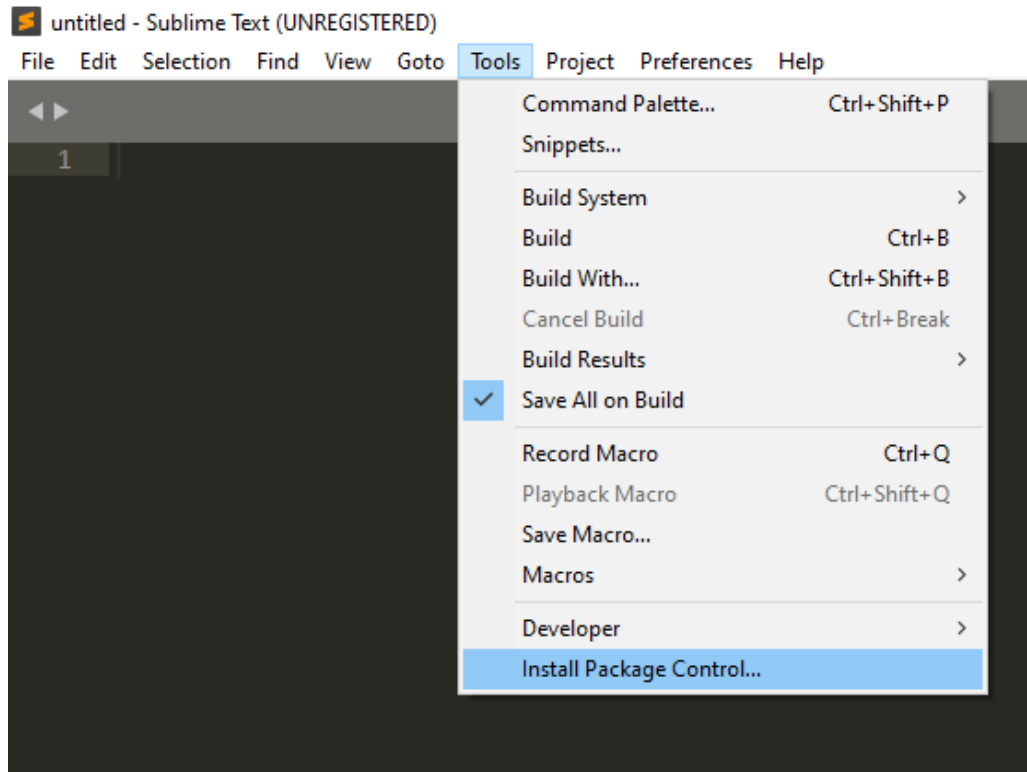 untitled - Sublime Text (UNREGISTERED)
File Edit Selection Find View Goto Tools Project Preferences Help
1
Command Palette... Ctrl+Shift+P
Snippets...
Build System
Build Ctrl+B
Build With... Ctrl+Shift+B
Cancel Build Ctrl+Break
Build Results
Save All on Build
Record Macro Ctrl+Q
Playback Macro Ctrl+Shift+Q
Save Macro...
Macros
Developer
Install Package Control...